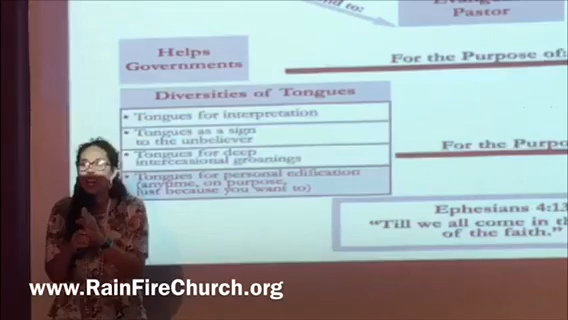 Pastor
Helps
Governments
For the Purpose of:
Diversities of Tongues
• Tongues for interpretation
• Tongues as a sign
to the unbeliever
• Tongues for deep
intercessional groanings
• Tongues for personal edification
(anytime, on purpose,
just because you want to)
For the Purpo
Ephesians 4:13
"Till we all come in th
of the faith."
www.RainFireChurch.org